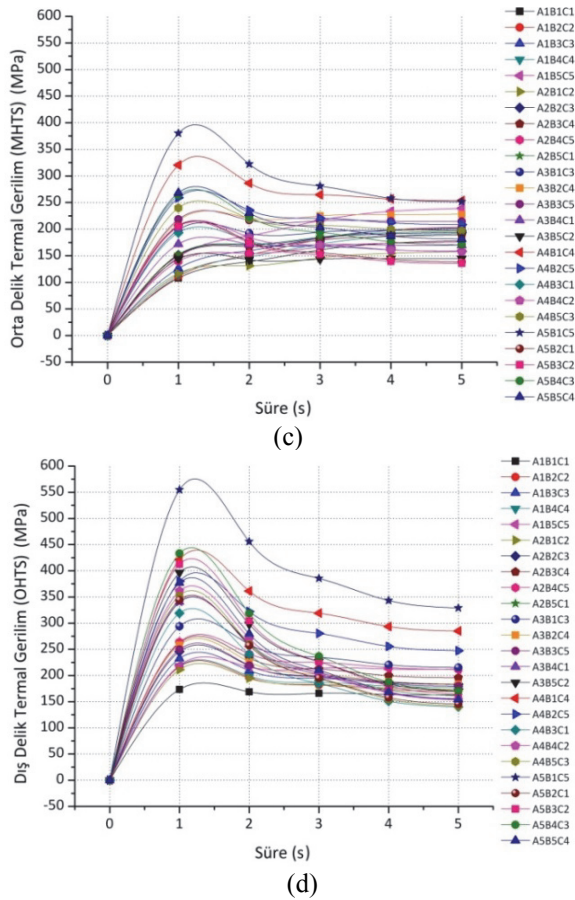 600
550
500
450
400
350
300
250
200
150
100
50
0
-50
Orta Delik Termal Gerilim (MHTS) (MPa)
0 1 2 3 4 5
Süre (s)
A1B1C1
A1B2C2
A1B3C3
A1B4C4
A1B5C5
A2B1C2
A2B2C3
A2B3C4
A2B4C5
A2B5C1
A3B1C3
A3B2C4
A3B3C5
A3B4C1
A3B5C2
A4B1C4
A4B2C5
A4B3C1
A4B4C2
A4B5C3
A5B1C5
A5B2C1
A5B3C2
A5B4C3
A5B5C4
(c)
600
550
500
450
400
350
300
250
200
150
100
50
0
-50
Dış Delik Termal Gerilim (OHTS) (MPa)
0 1 2 3 4 5
Süre (s)
A1B1C1
A1B2C2
A1B3C3
A1B4C4
A1B5C5
A2B1C2
A2B2C3
A2B3C4
A2B4C5
A2B5C1
A3B1C3
A3B2C4
A3B3C5
A3B4C1
A3B5C2
A4B1C4
A4B2C5
A4B3C1
A4B4C2
A4B5C3
A5B1C5
A5B2C1
A5B3C2
A5B4C3
A5B5C4
(d)